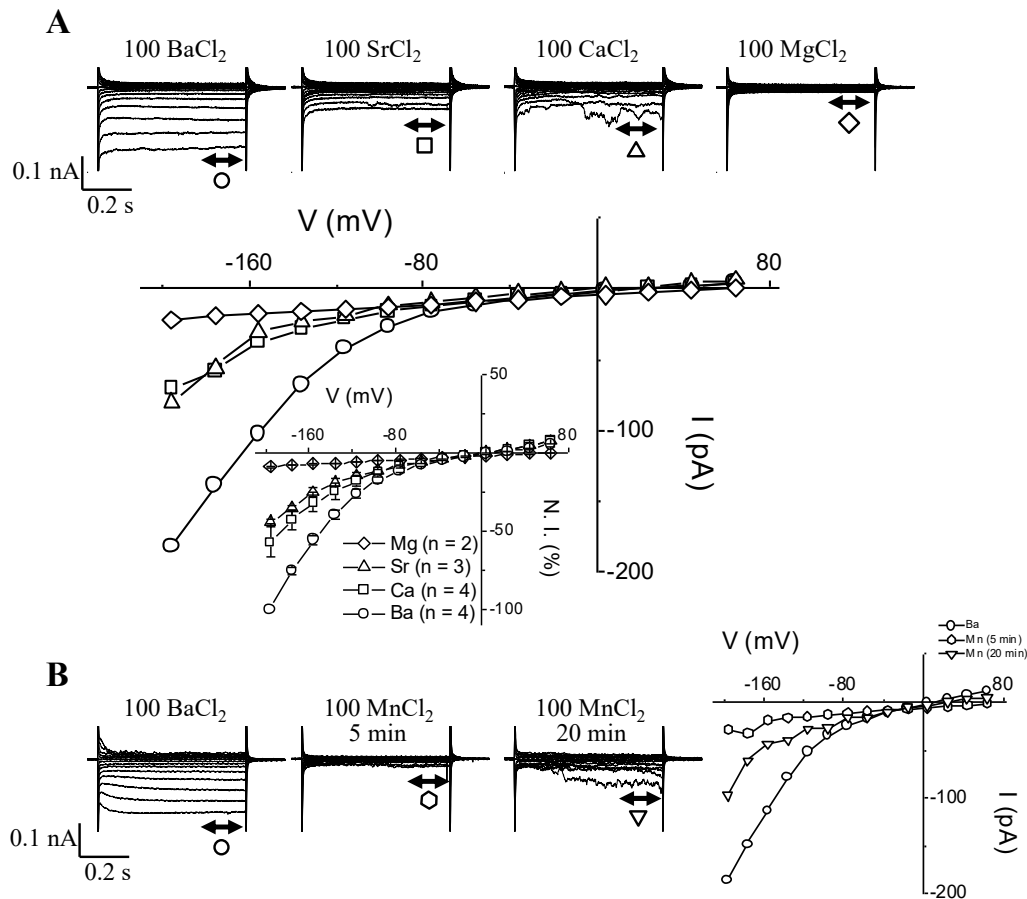 A
100 BaCl₂ 100 SrCl₂ 100 CaCl₂ 100 MgCl₂
0.1 nA
0.2 s
V (mV)
-160 -80 80
-100
-200
I (pA)
V (mV)
50
-160 -80 80
-50
-100
N. I. (%)
Mg (n = 2)
Sr (n = 3)
Ca (n = 4)
Ba (n = 4)
B
100 BaCl₂ 100 MnCl₂ 100 MnCl₂
5 min 20 min
0.1 nA
0.2 s
Ba
Mn (5 min)
Mn (20 min)
V (mV)
-160 -80 80
-100
-200
I (pA)